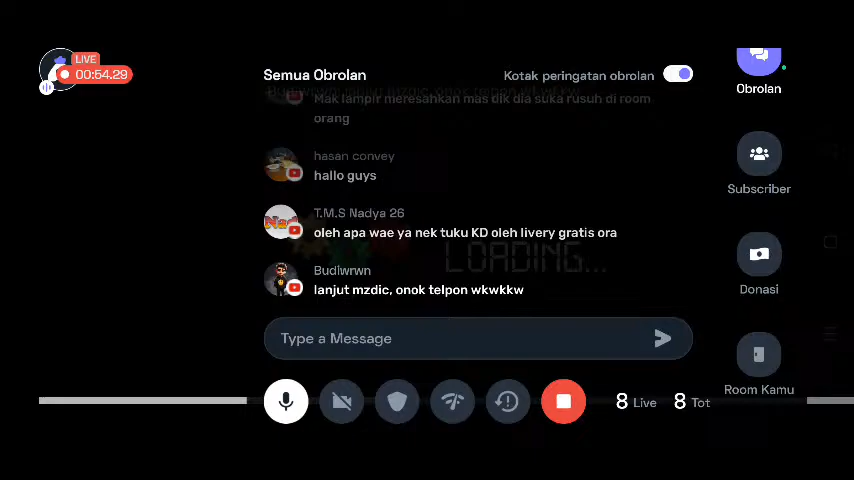 LIVE
00:54.29
Semua Obrolan
Kotak peringatan obrolan
Obrolan
Mak lampir meresahkan mas dik dia suka rusuh di room
orang
hasan convey
hallo guys
Subscriber
T.M.S Nadya 26
oleh apa wae ya nek tuku KD oleh livery gratis ora
LOADING...
Budiwrwn
lanjut mzdic, onok telpon wkwkkw
Donasi
Type a Message
Room Kamu
8 Live
8 Tot